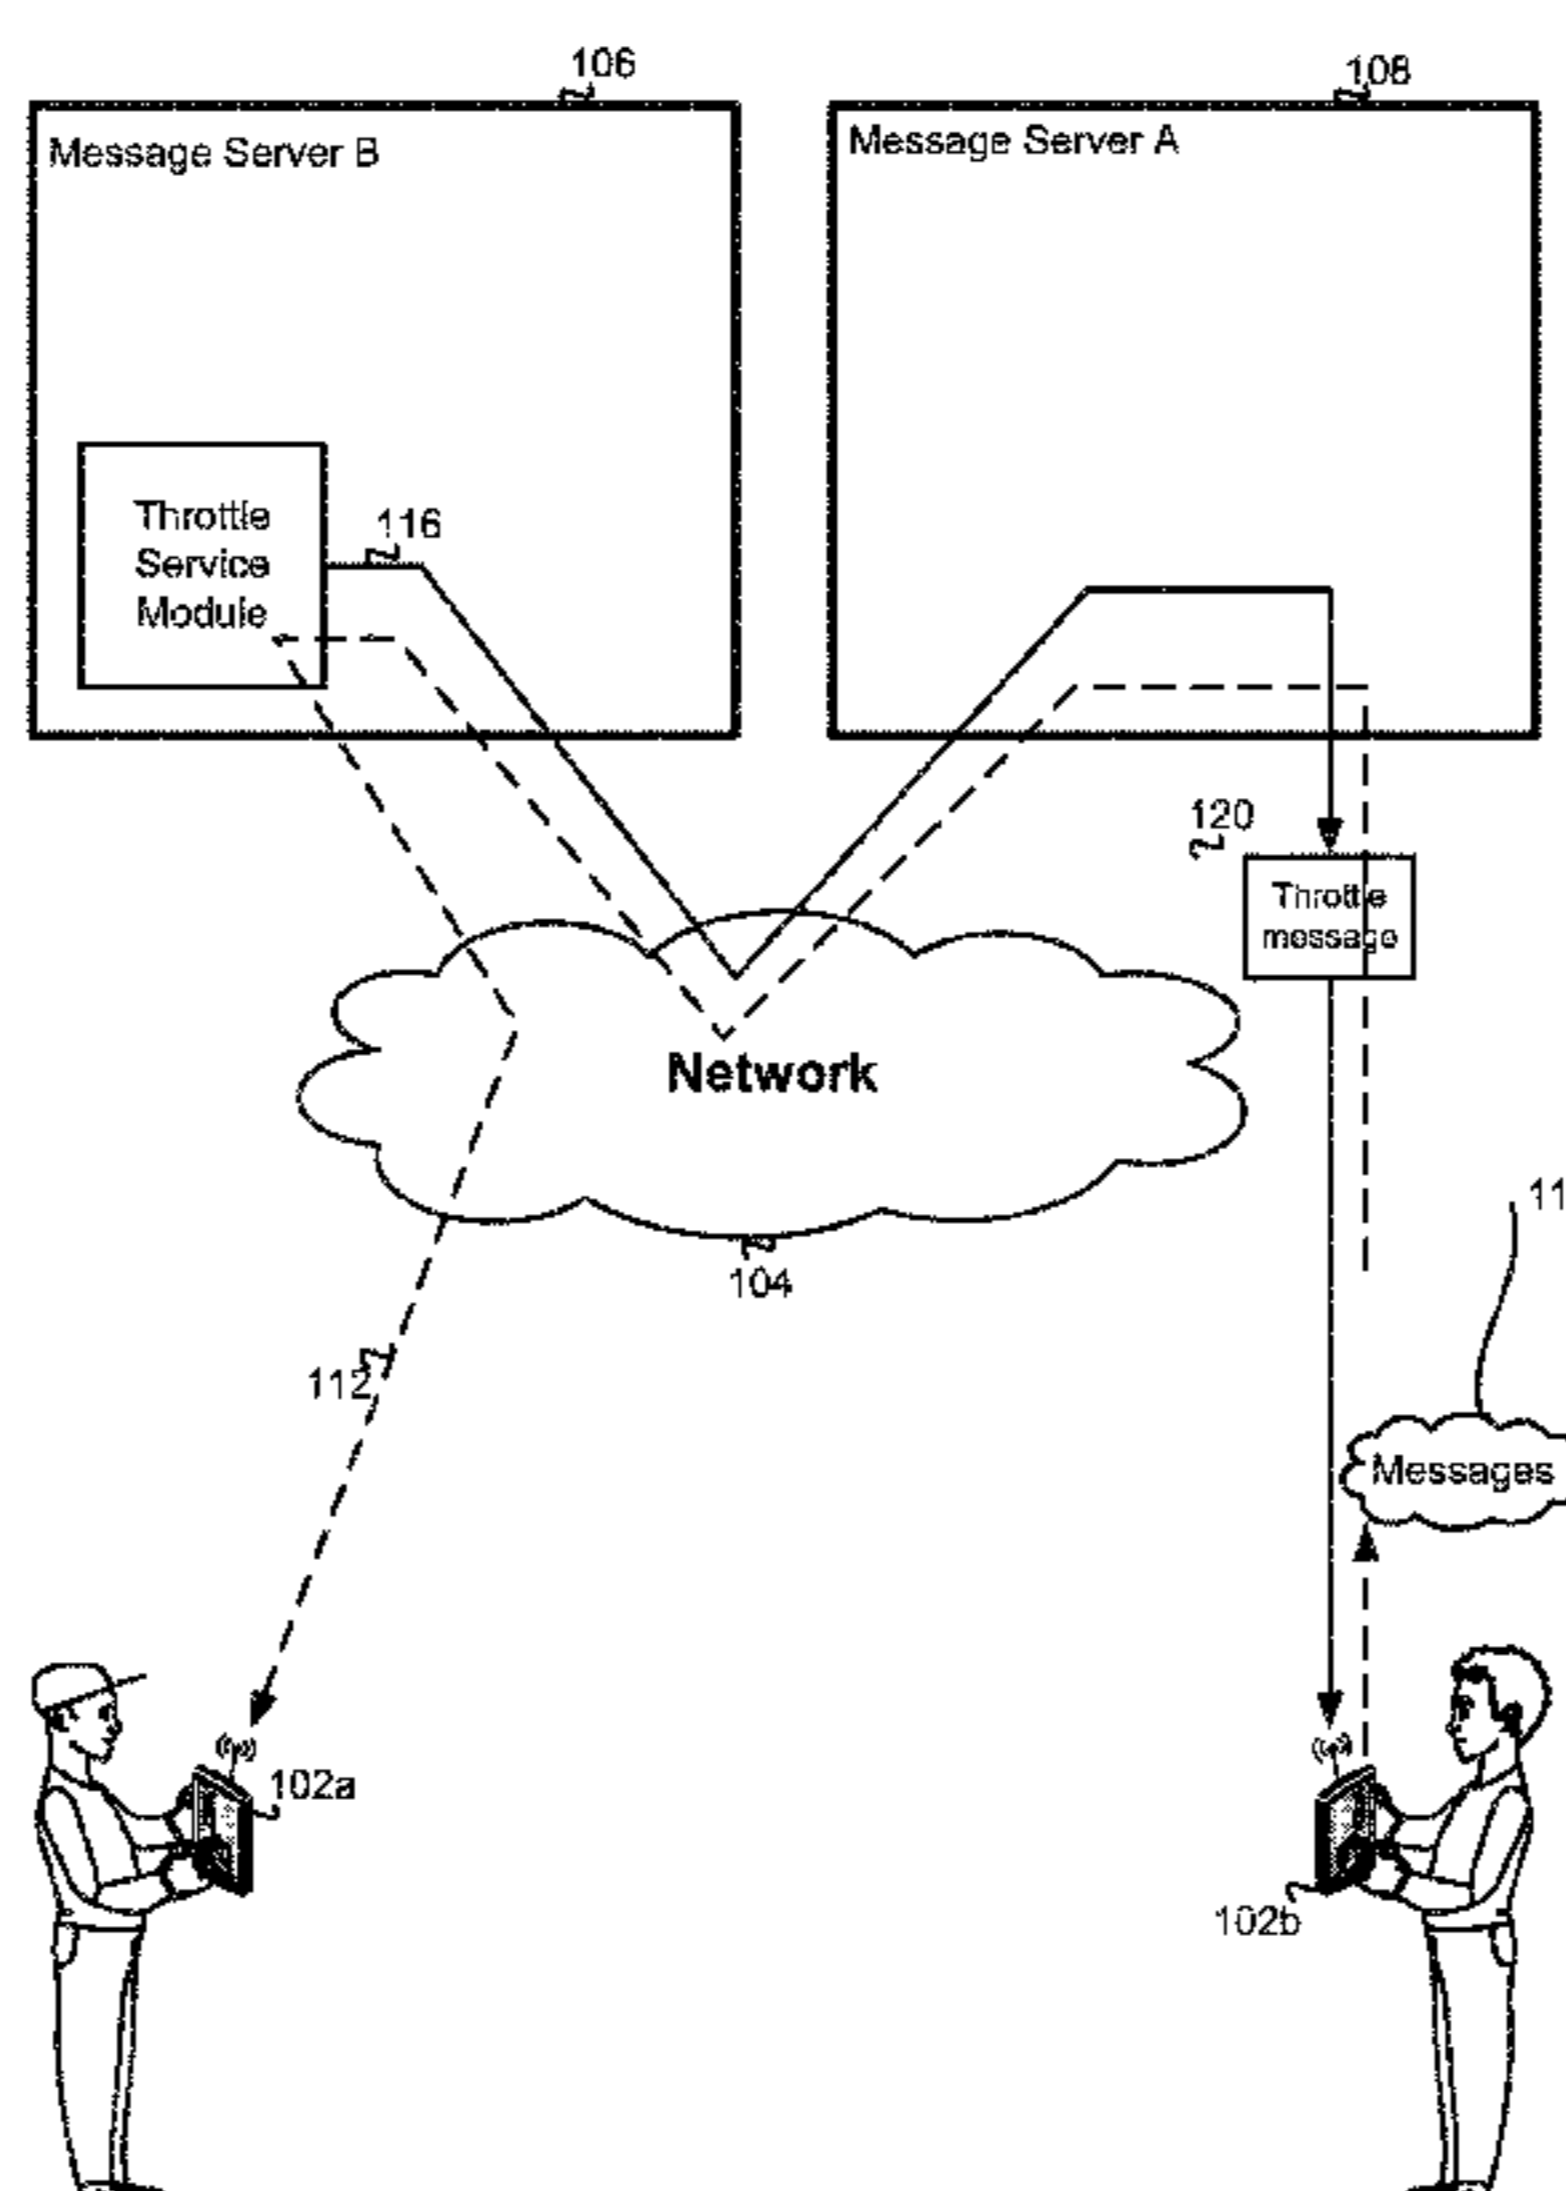 106
108
Message Server B
Message Server A
Throttle
Service
Module
116
120
Throttle
message
Network
104
112
Messages
102a
102b